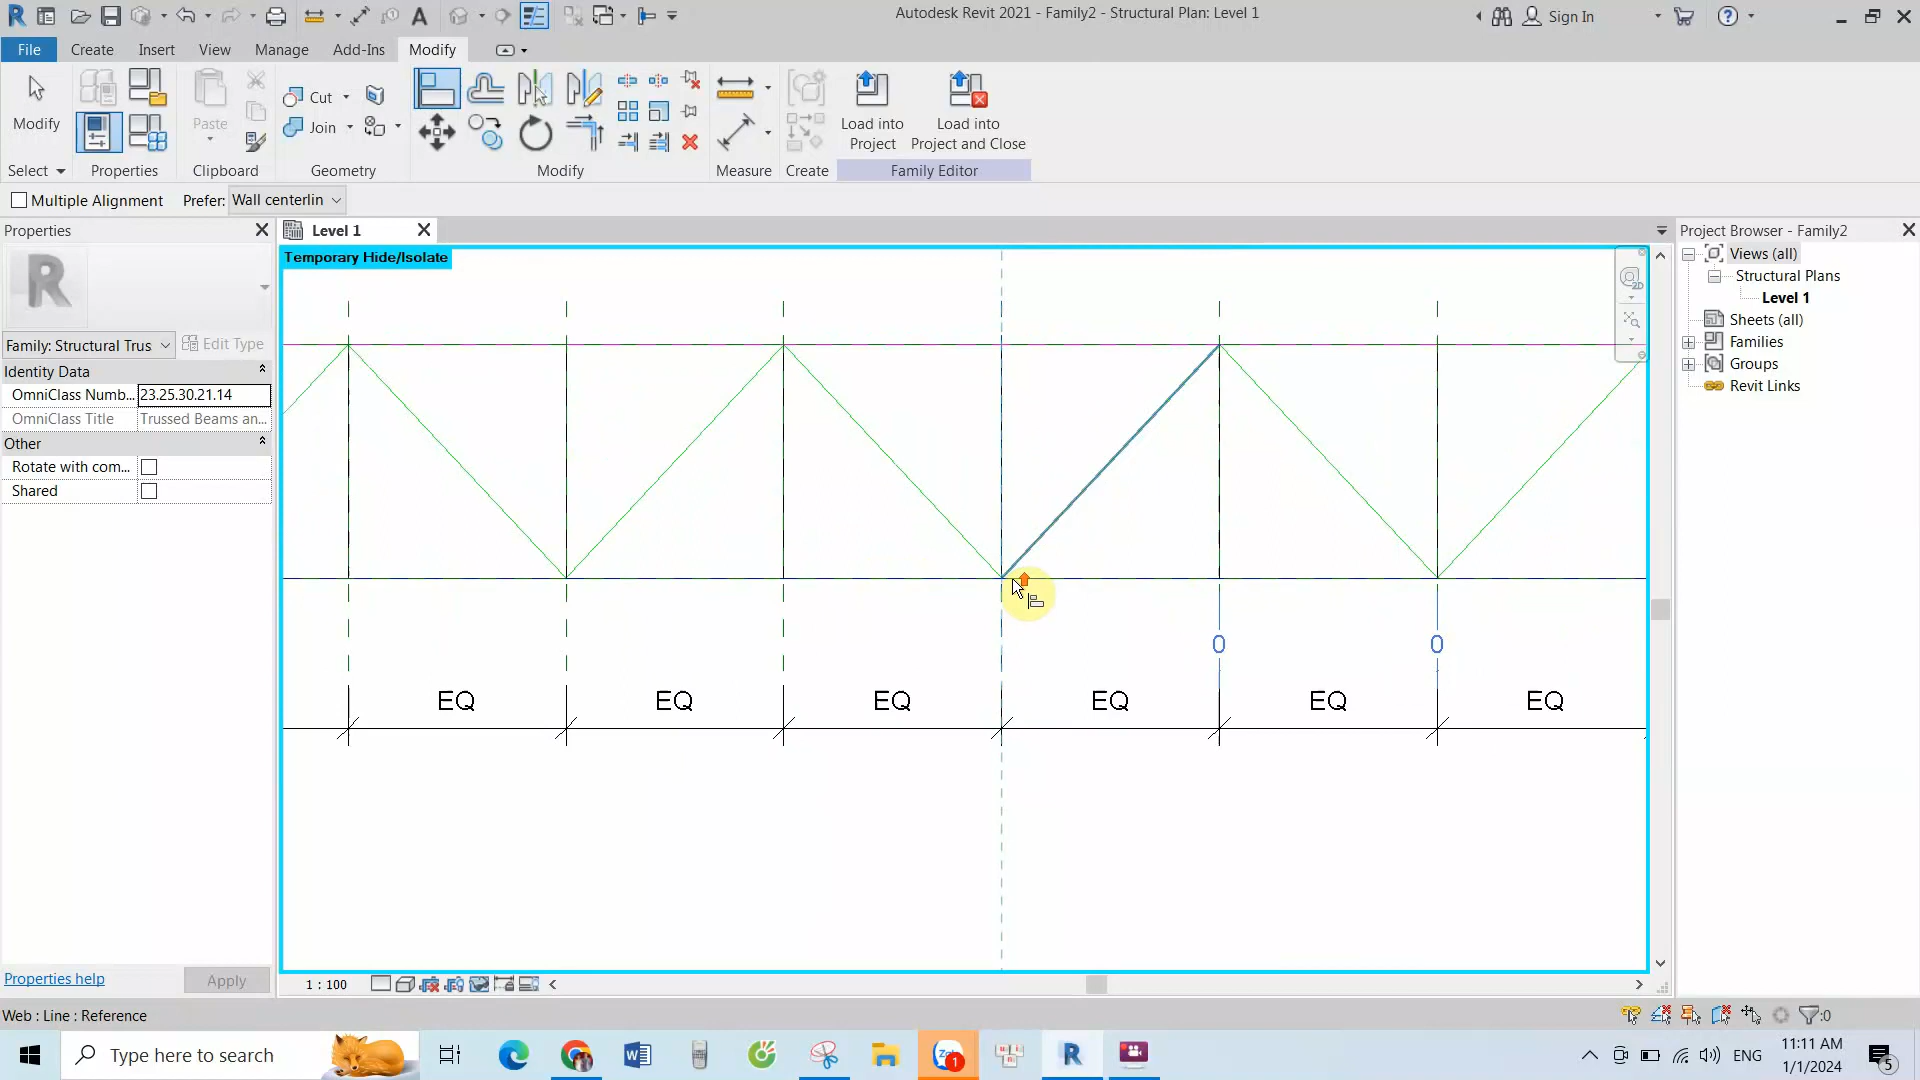 Autodesk Revit 2021 - Family2 - Structural Plan: Level 1
Sign In
File
Create
Insert
View
Manage
Add-Ins
Modify
Modify
Paste
Cut
Join
Load into
Project
Load into
Project and Close
Select
Properties
Clipboard
Geometry
Modify
Measure
Create
Family Editor
Multiple Alignment
Prefer:
Wall centerlin
Properties
Family: Structural Trus
Edit Type
Identity Data
OmniClass Numb...
23.25.30.21.14
OmniClass Title
Trussed Beams an...
Other
Rotate with com...
Shared
Properties help
Apply
Level 1
Temporary Hide/Isolate
0
0
EQ
EQ
EQ
EQ
EQ
EQ
1 : 100
Project Browser - Family2
Views (all)
Structural Plans
Level 1
Sheets (all)
Families
Groups
Revit Links
Web : Line : Reference
:0
Type here to search
1
ENG
11:11 AM
1/1/2024
5